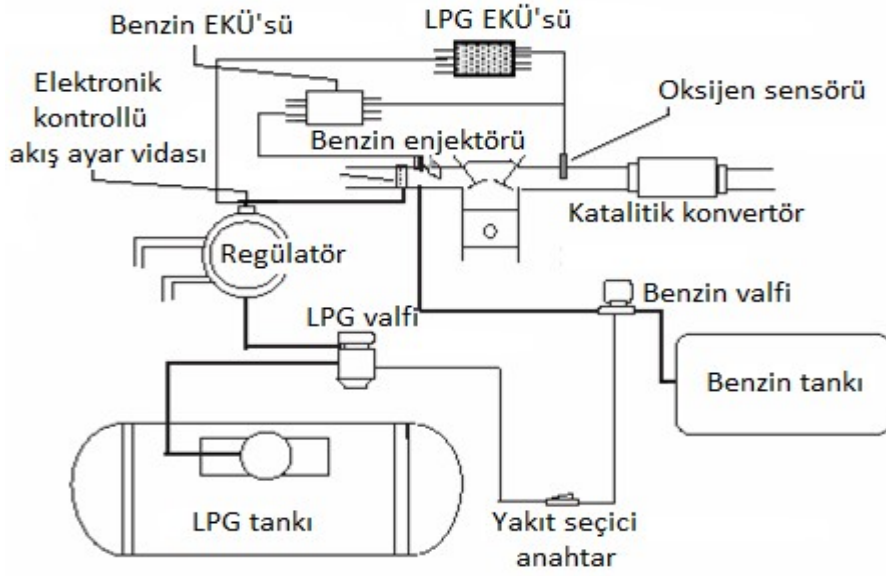 Benzin EKÜ'sü
LPG EKÜ'sü
Elektronik
kontrollü
akış ayar vidası
Oksijen sensörü
Benzin enjektörü
Katalitik konvertör
Regülatör
Benzin valfi
LPG valfi
Benzin tankı
LPG tankı
Yakıt seçici
anahtar